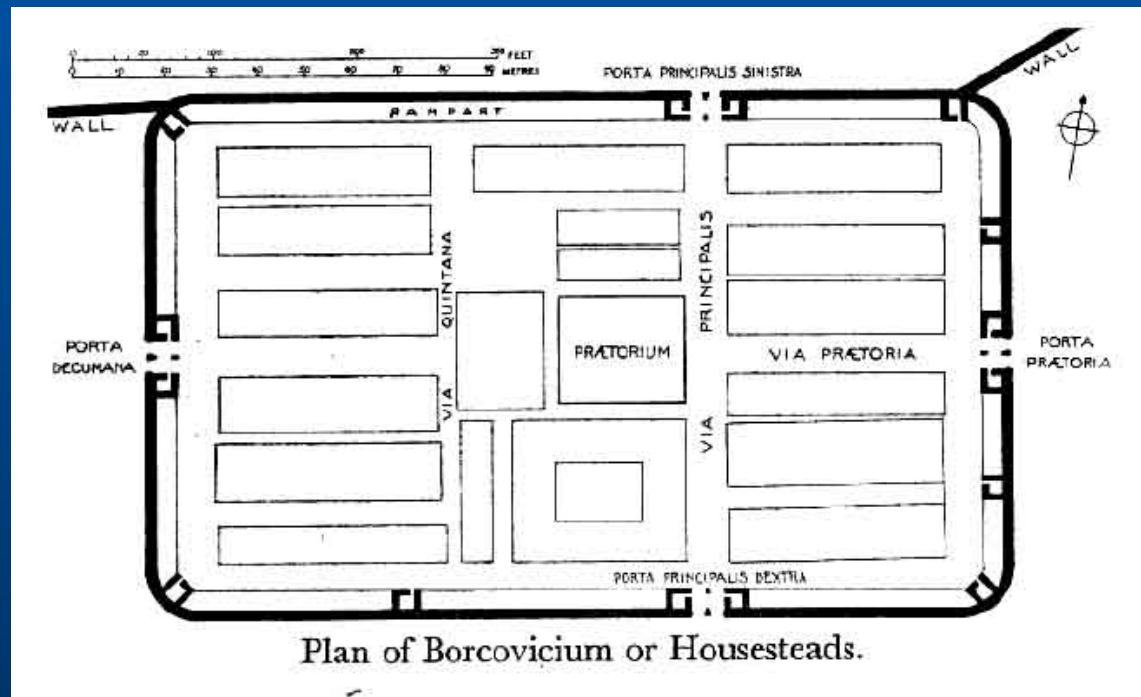 FEET
METRES
PORTA PRINCIPALIS SINISTRA
WALL
WALL
RAMPART
VIA QUINTANA
VIA PRINCIPALIS
PRÆTORIUM
VIA PRÆTORIA
PORTA
DECUMANA
PORTA
PRÆTORIA
PORTA PRINCIPALIS DEXTRA
Plan of Borcovicium or Housesteads.